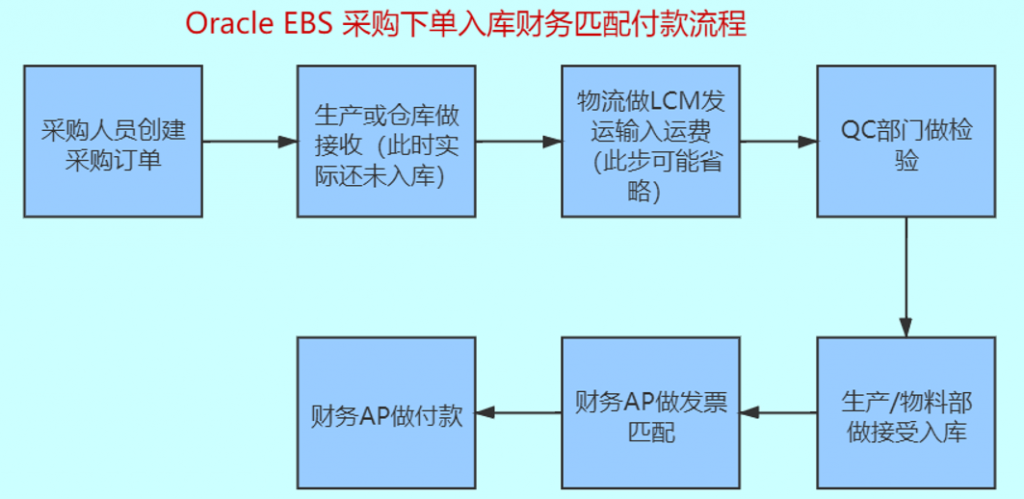 Oracle EBS 采购下单入库财务匹配付款流程
采购人员创建
采购订单
生产或仓库做
接收（此时实
际还未入库）
物流做LCM发
运输入运费
（此步可能省
略）
QC部门做检
验
生产/物料部
做接受入库
财务AP做发票
匹配
财务AP做付款